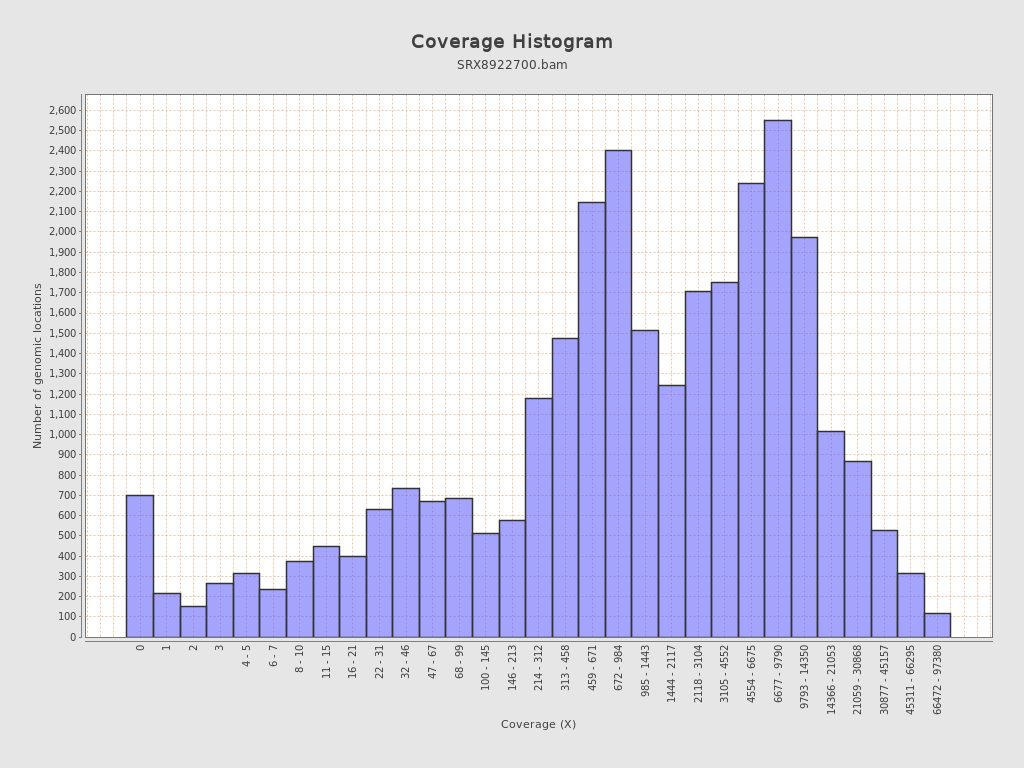 Coverage Histogram
SRX8922700.bam
2,600
2,500
2,400
2,300
2,200
2,100
2,000
1,900
1,800
1,700
1,600
1,500
1,400
1,300
1,200
1,100
1,000
900
800
700
600
500
400
300
200
100
0
Number of genomic locations
0
1
2
3
4 - 5
6 - 7
8 - 10
11 - 15
16 - 21
22 - 31
32 - 46
47 - 67
68 - 99
100 - 145
146 - 213
214 - 312
313 - 458
459 - 671
672 - 984
985 - 1443
1444 - 2117
2118 - 3104
3105 - 4552
4554 - 6675
6677 - 9790
9793 - 14350
14366 - 21053
21059 - 30868
30877 - 45157
45311 - 66295
66472 - 97380
Coverage (X)